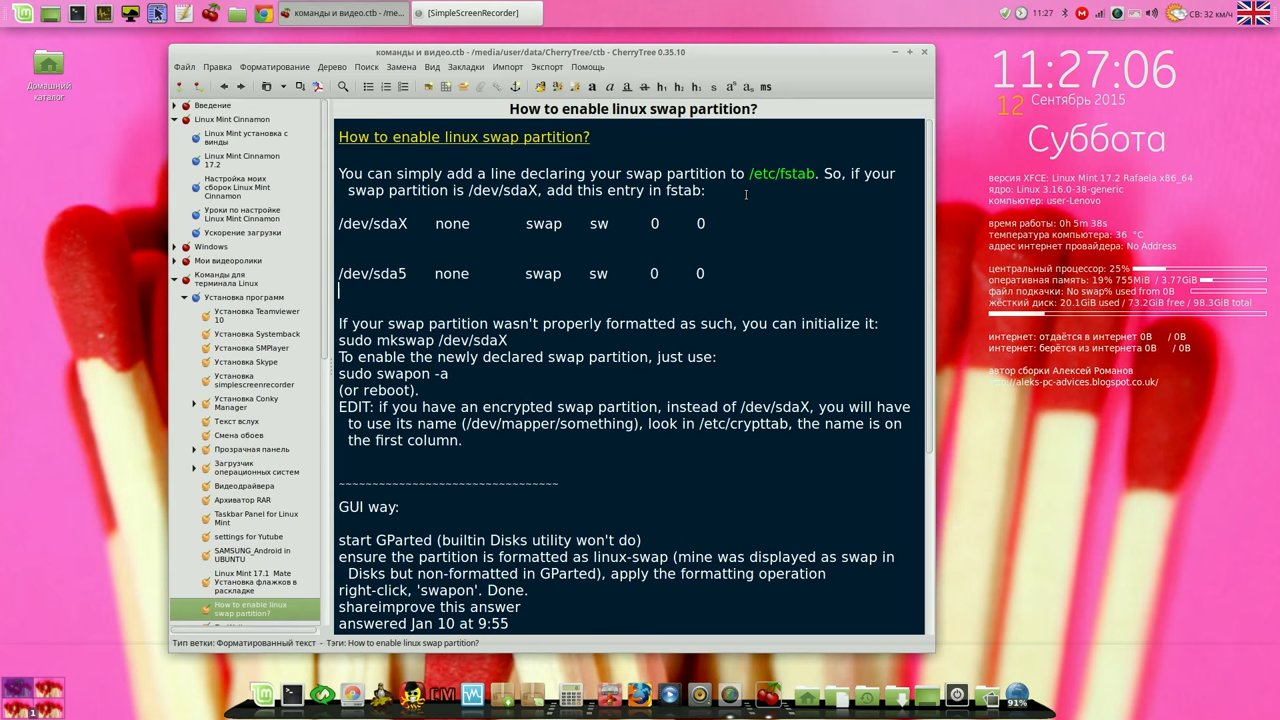 команды и видео.ctb - /me...
[SimpleScreenRecorder]
11:27
СВ: 32 км/ч
Домашний
каталог
команды и видео.ctb - /media/user/data/CherryTree/ctb - CherryTree 0.35.10
Файл Правка Форматирование Дерево Поиск Замена Вид Закладки Импорт Экспорт Помощь
a a a a h₁ h₂ h₃ s aª aₐ ms
Введение
Linux Mint Cinnamon
Linux Mint установка с
винды
Linux Mint Cinnamon
17.2
Настройка моих
сборок Linux Mint
Cinnamon
Уроки по настройке
Linux Mint Cinnamon
Ускорение загрузки
Windows
Мои видеоролики
Команды для
терминала Linux
Установка программ
Установка Teamviewer
10
Установка Systemback
Установка SMPlayer
Установка Skype
Установка
simplescreenrecorder
Установка Conky
Manager
Текст вслух
Смена обоев
Прозрачная панель
Загрузчик
операционых систем
Видеодрайвера
Архиватор RAR
Taskbar Panel for Linux
Mint
settings for Yutube
SAMSUNG_Android in
UBUNTU
Linux Mint 17.1 Mate
Установка флажков в
раскладке
How to enable linux
swap partition?
How to enable linux swap partition?
How to enable linux swap partition?
You can simply add a line declaring your swap partition to /etc/fstab. So, if your
swap partition is /dev/sdaX, add this entry in fstab:
/dev/sdaX none swap sw 0 0
/dev/sda5 none swap sw 0 0
If your swap partition wasn't properly formatted as such, you can initialize it:
sudo mkswap /dev/sdaX
To enable the newly declared swap partition, just use:
sudo swapon -a
(or reboot).
EDIT: if you have an encrypted swap partition, instead of /dev/sdaX, you will have
to use its name (/dev/mapper/something), look in /etc/crypttab, the name is on
the first column.
~~~~~~~~~~~~~~~~~~~~~~~~~~~~~~~~~
GUI way:
start GParted (builtin Disks utility won't do)
ensure the partition is formatted as linux-swap (mine was displayed as swap in
Disks but non-formatted in GParted), apply the formatting operation
right-click, 'swapon'. Done.
shareimprove this answer
answered Jan 10 at 9:55
Тип ветки: Форматированный текст - Тэги: How to enable linux swap partition?
11:27:06
12 Сентябрь 2015
Суббота
версия XFCE: Linux Mint 17.2 Rafaela x86_64
ядро: Linux 3.16.0-38-generic
компьютер: user-Lenovo
время работы: 0h 5m 38s
температура компьютера: 36 °C
адрес интернет провайдера: No Address
центральный процессор: 25%
оперативная память: 19% 755MiB / 3.77GiB
файл подкачки: No swap% used from 0B
жёсткий диск: 20.1GiB used / 73.2GiB free / 98.3GiB total
интернет: отдаётся в интернет 0B / 0B
интернет: берётся из интернета 0B / 0B
автор сборки Алексей Романов
http://aleks-pc-advices.blogspot.com/
1
91%